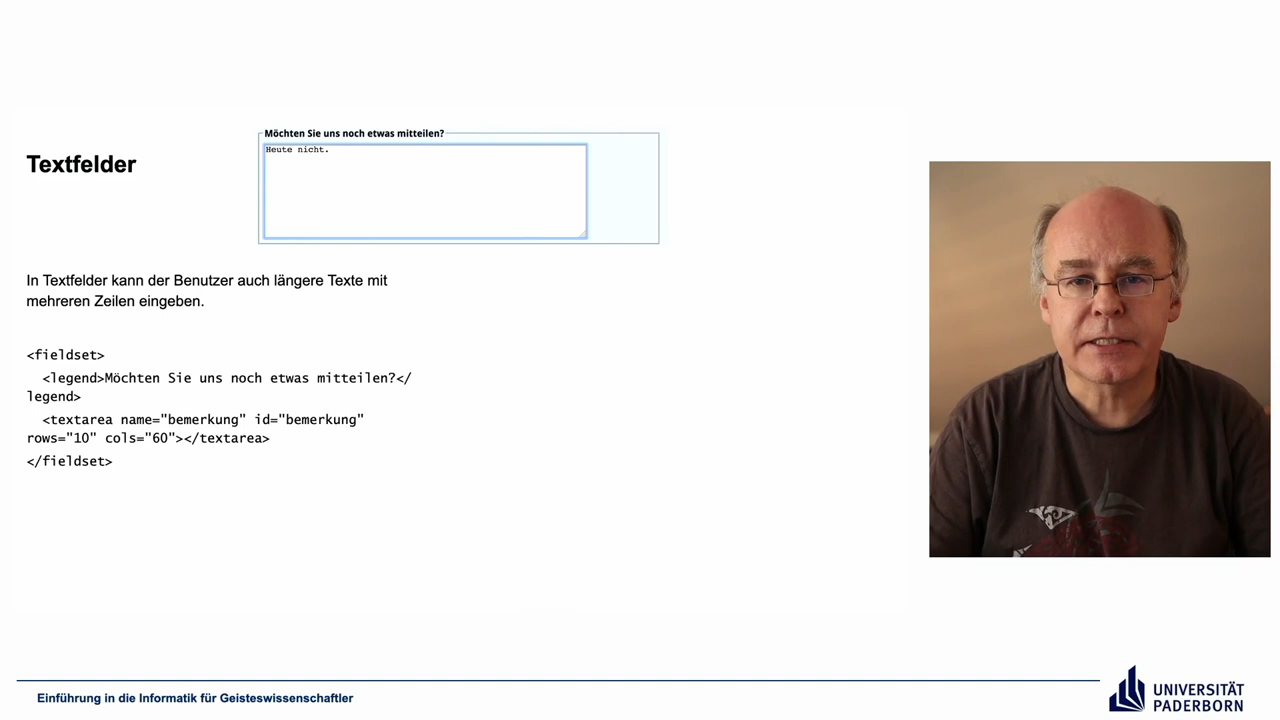 Möchten Sie uns noch etwas mitteilen?
Heute nicht.
Textfelder
In Textfelder kann der Benutzer auch längere Texte mit
mehreren Zeilen eingeben.
<fieldset>
<legend>Möchten Sie uns noch etwas mitteilen?</
legend>
<textarea name="bemerkung" id="bemerkung"
rows="10" cols="60"></textarea>
</fieldset>
Einführung in die Informatik für Geisteswissenschaftler
UNIVERSITÄT
PADERBORN